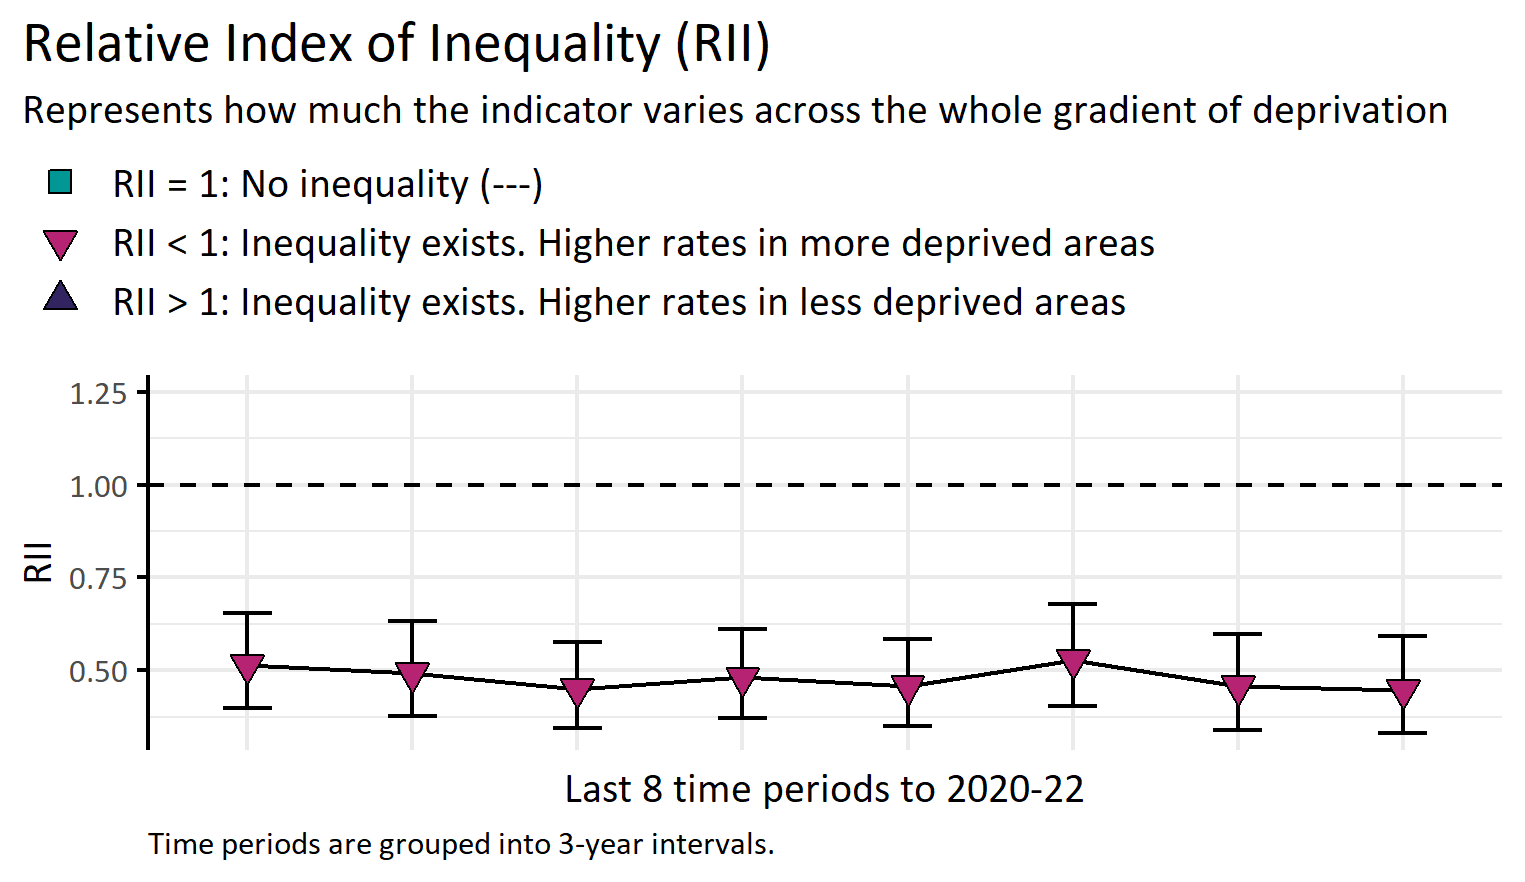 Relative Index of Inequality (RII)
Represents how much the indicator varies across the whole gradient of deprivation
RII = 1: No inequality (---)
RII < 1: Inequality exists. Higher rates in more deprived areas
RII > 1: Inequality exists. Higher rates in less deprived areas
1.25
1.00
0.75
0.50
RII
Last 8 time periods to 2020-22
Time periods are grouped into 3-year intervals.